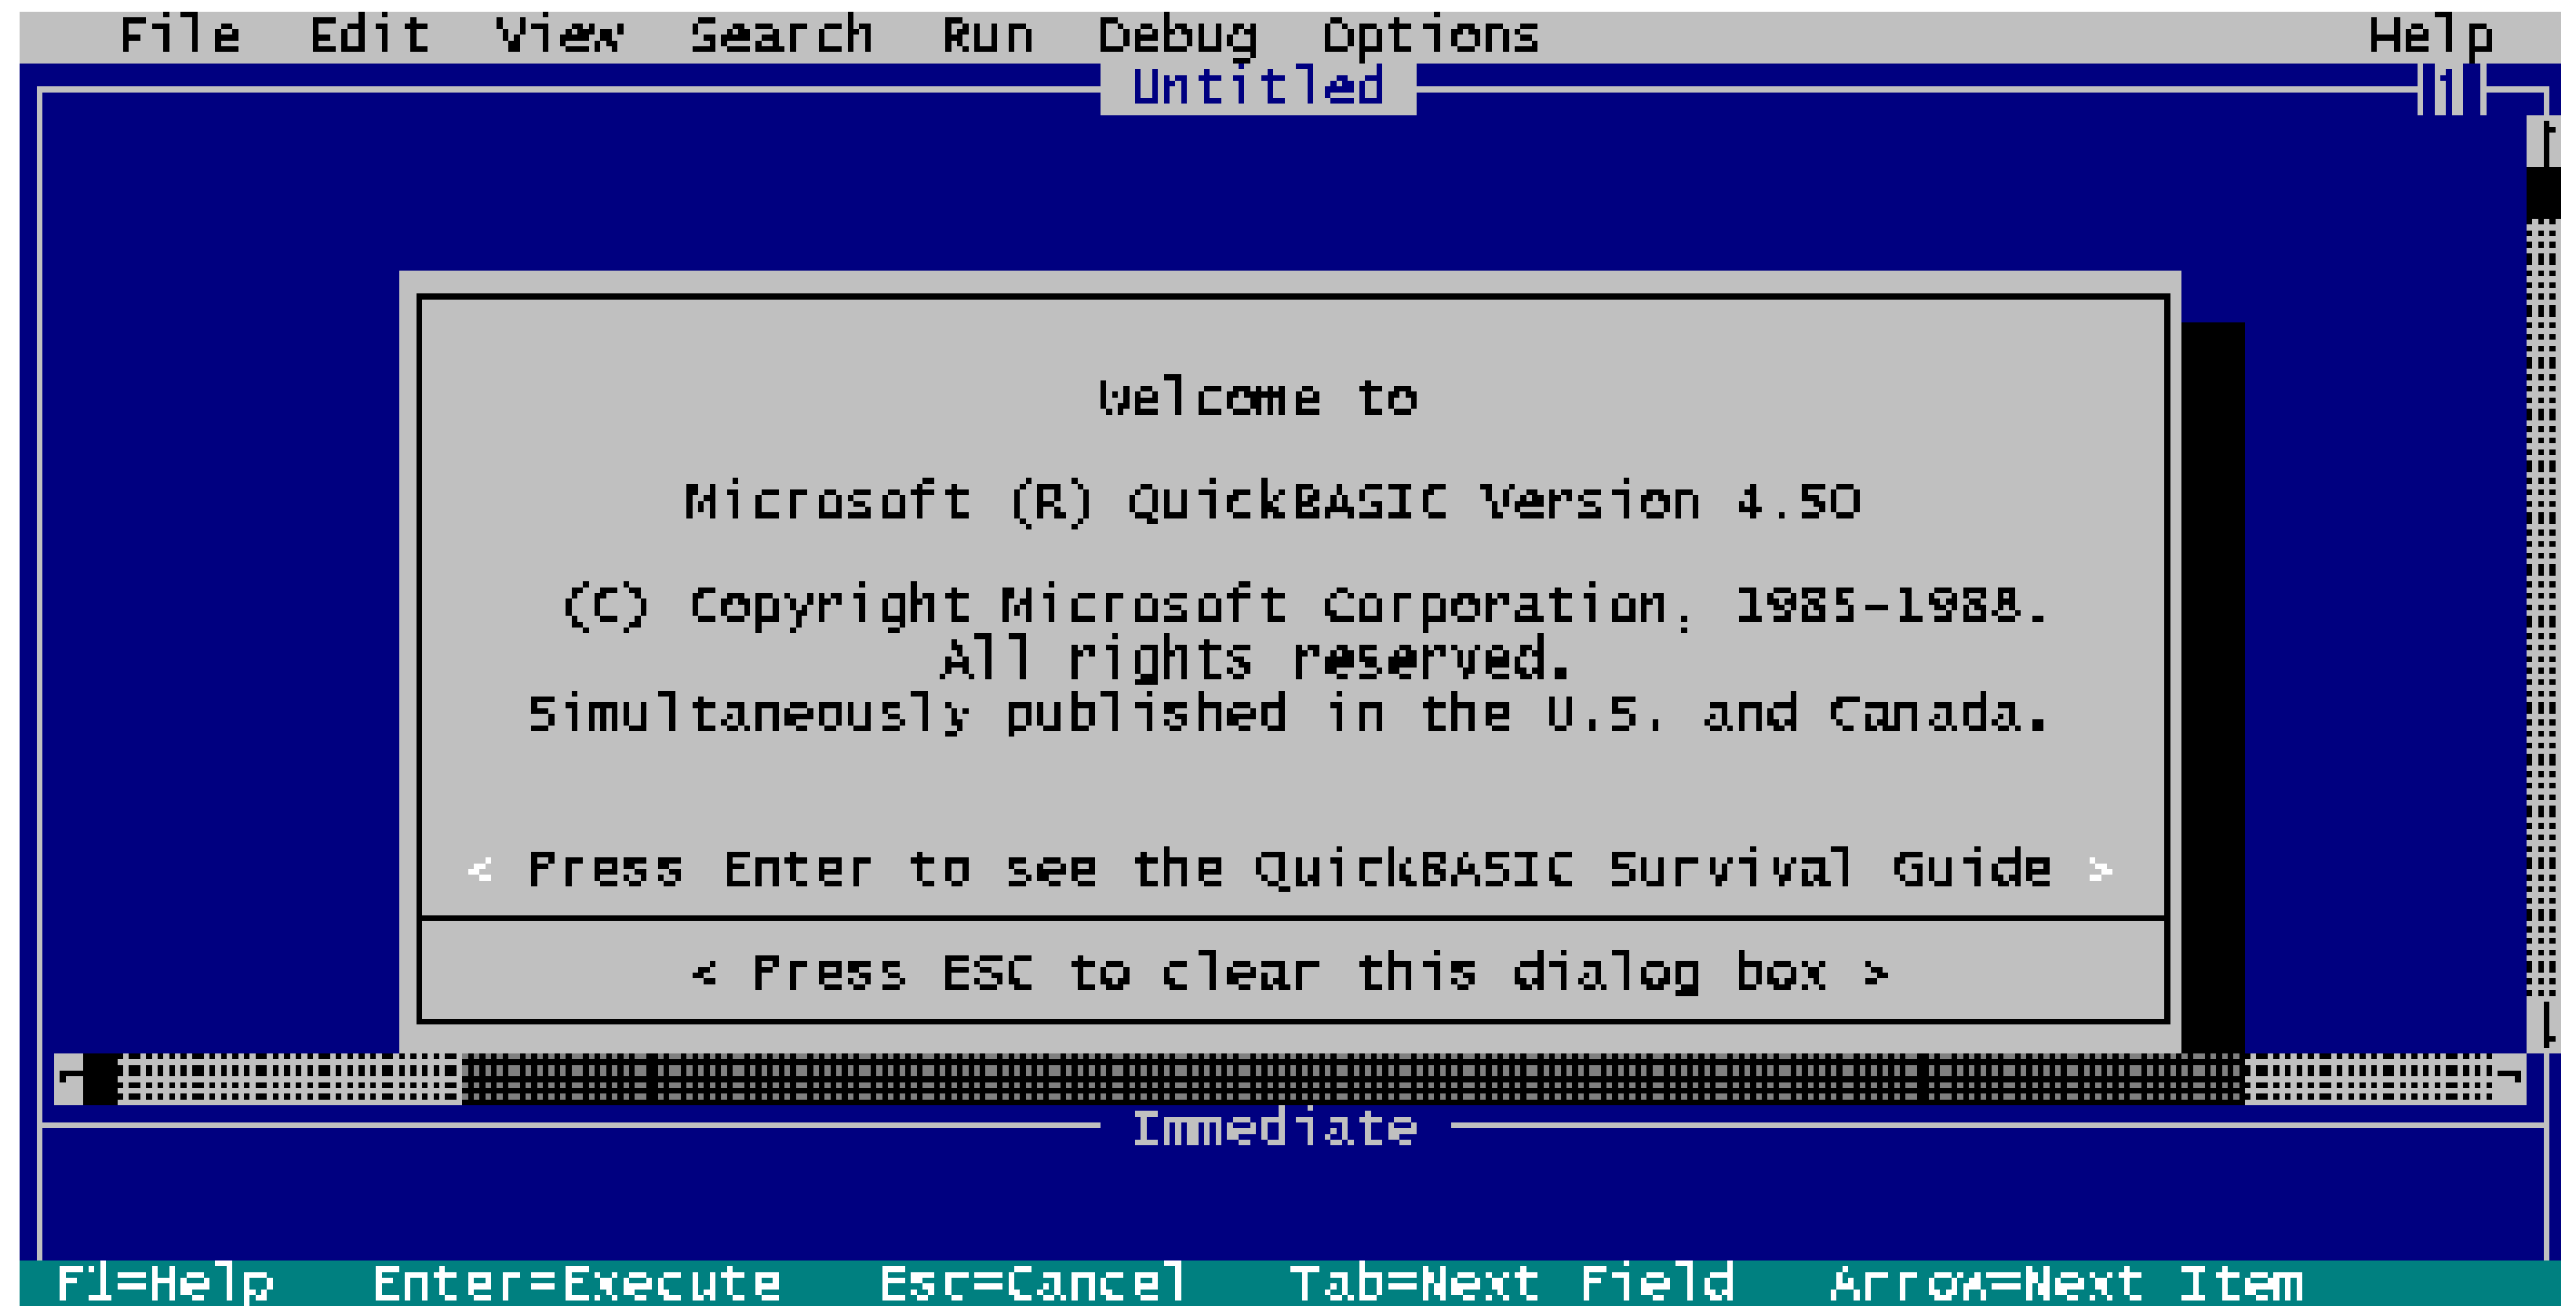 File Edit View Search Run Debug Options Help
Untitled
1
Welcome to
Microsoft (R) QuickBASIC Version 4.50
(C) Copyright Microsoft Corporation, 1985-1988.
All rights reserved.
Simultaneously published in the U.S. and Canada.
< Press Enter to see the QuickBASIC Survival Guide >
< Press ESC to clear this dialog box >
Immediate
F1=Help Enter=Execute Esc=Cancel Tab=Next Field Arrow=Next Item